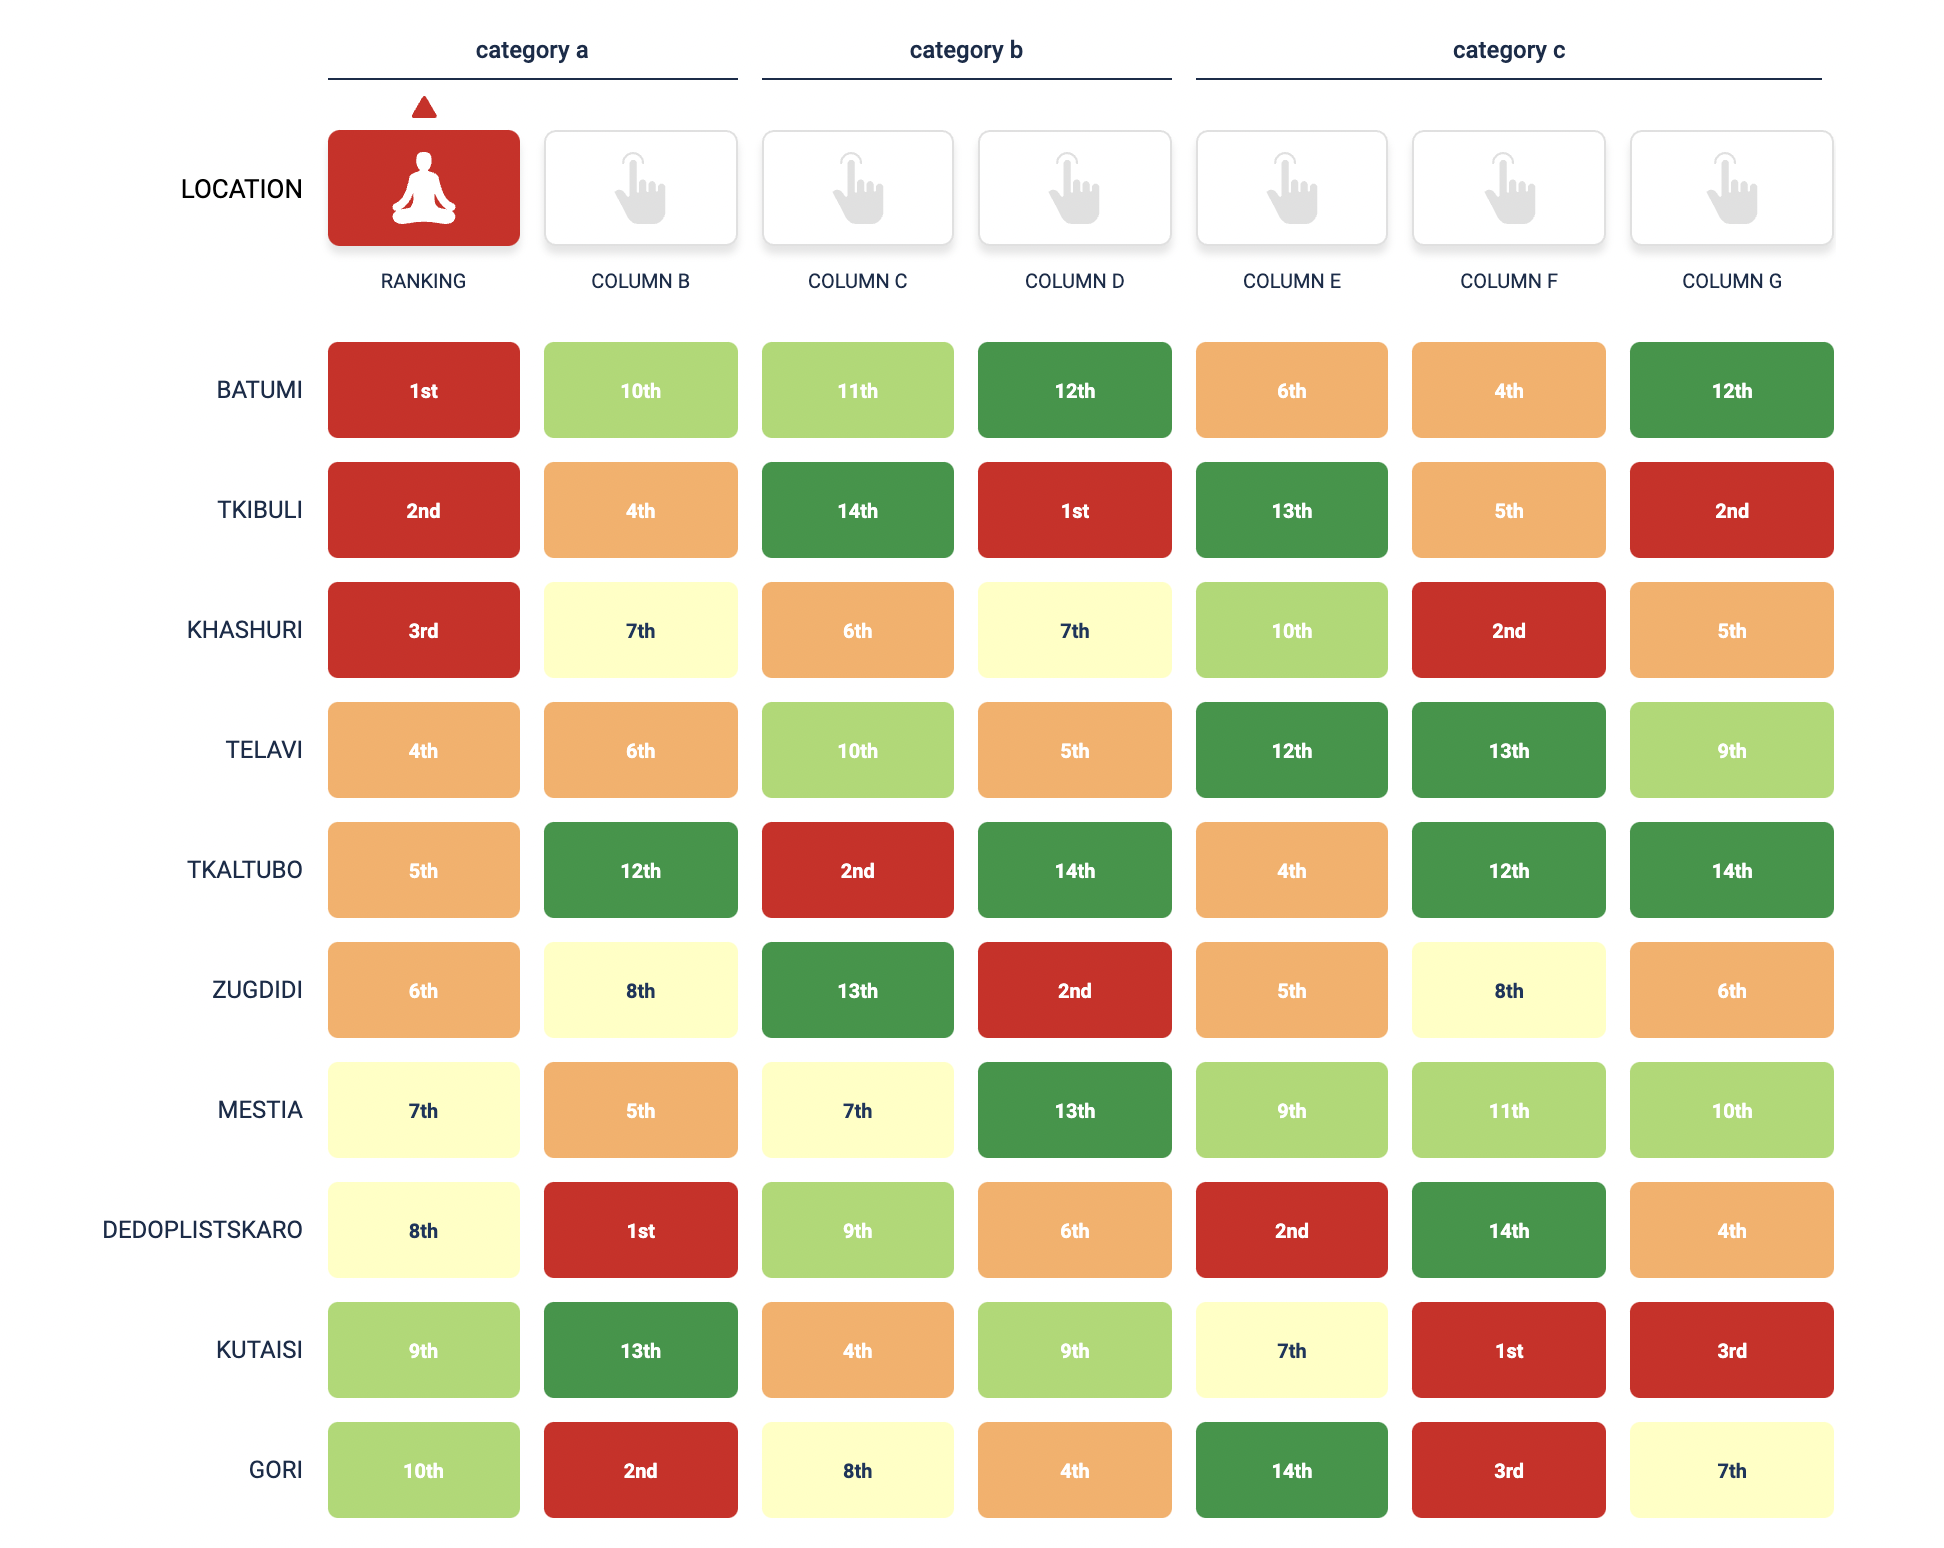 category a category b category c
LOCATION
RANKING COLUMN B COLUMN C COLUMN D COLUMN E COLUMN F COLUMN G
BATUMI 1st 10th 11th 12th 6th 4th 12th
TKIBULI 2nd 4th 14th 1st 13th 5th 2nd
KHASHURI 3rd 7th 6th 7th 10th 2nd 5th
TELAVI 4th 6th 10th 5th 12th 13th 9th
TKALTUBO 5th 12th 2nd 14th 4th 12th 14th
ZUGDIDI 6th 8th 13th 2nd 5th 8th 6th
MESTIA 7th 5th 7th 13th 9th 11th 10th
DEDOPLISTSKARO 8th 1st 9th 6th 2nd 14th 4th
KUTAISI 9th 13th 4th 9th 7th 1st 3rd
GORI 10th 2nd 8th 4th 14th 3rd 7th